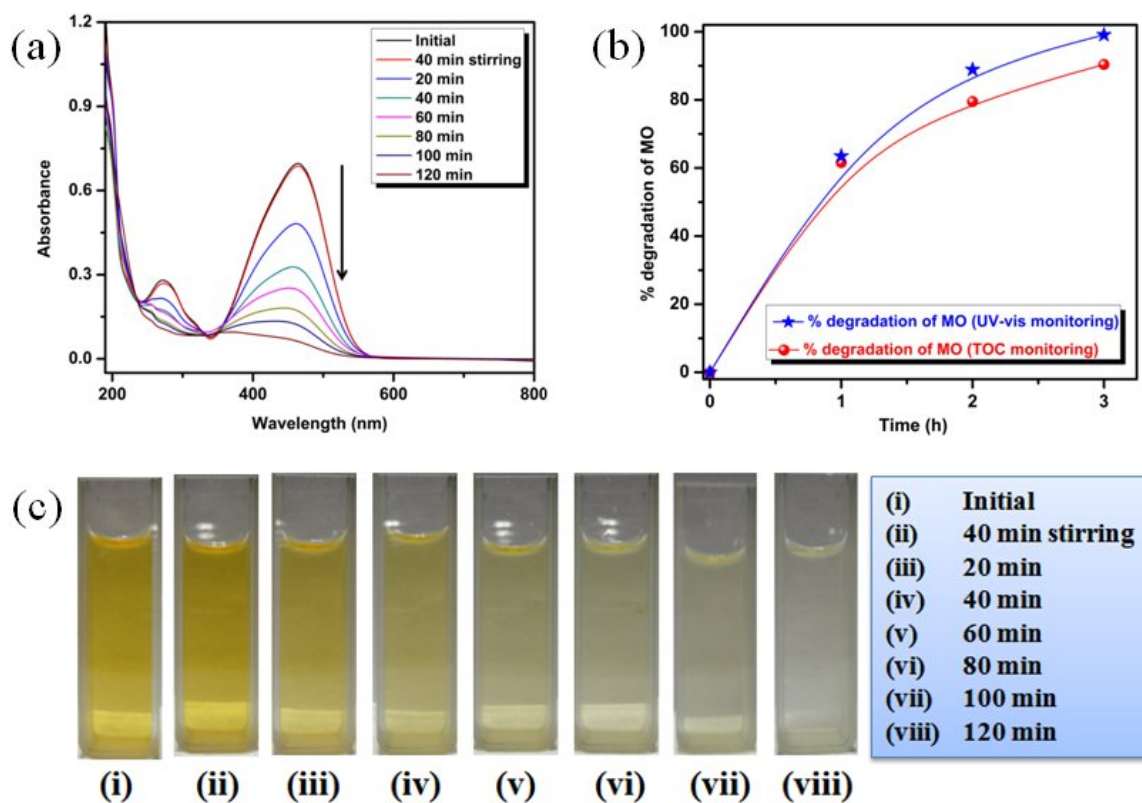 (a)
1.2
0.9
0.6
0.3
0.0
Absorbance
200 300 400 500 600 700 800
Wavelength (nm)
Initial
40 min stirring
20 min
40 min
60 min
80 min
100 min
120 min
(b)
100
80
60
40
20
0
% degradation of MO
0 1 2 3
Time (h)
% degradation of MO (UV-vis monitoring)
% degradation of MO (TOC monitoring)
(c)
(i) (ii) (iii) (iv) (v) (vi) (vii) (viii)
(i) Initial
(ii) 40 min stirring
(iii) 20 min
(iv) 40 min
(v) 60 min
(vi) 80 min
(vii) 100 min
(viii) 120 min